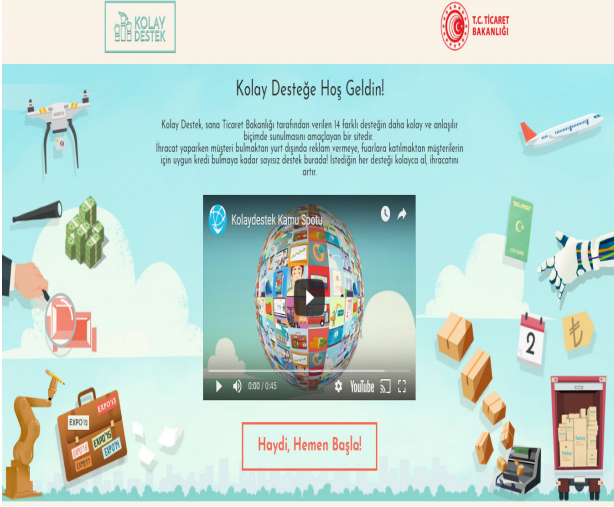 KOLAY
DESTEK
T.C. TİCARET
BAKANLIĞI
Kolay Desteğe Hoş Geldin!
Kolay Destek, sana Ticaret Bakanlığı tarafından verilen 14 farklı desteğin daha kolay ve anlaşılır
biçimde sunulmasını amaçlayan bir sitedir.
İhracat yaparken müşteri bulmaktan yurt dışında reklam vermeye, fuarlara katılmaktan müşterilerin
için uygun kredi bulmaya kadar sayısız destek burada! İstediğin her desteği kolayca al, ihracatını
artır.
Kolaydestek Kamu Spotu
0:00 / 0:45
YouTube
2
₺
EXPO'15
EXPO'12
EXPO'15
Haydi, Hemen Başla!